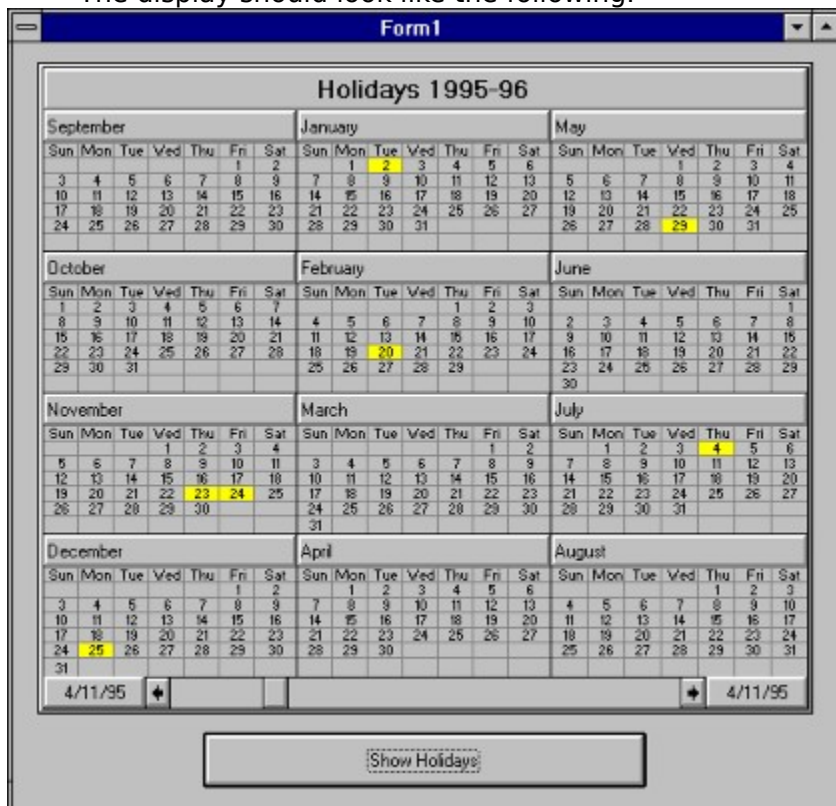 The display should look like the following:
Form1
Holidays 1995-96
September
Sun Mon Tue Wed Thu Fri Sat
1 2
3 4 5 6 7 8 9
10 11 12 13 14 15 16
17 18 19 20 21 22 23
24 25 26 27 28 29 30
January
Sun Mon Tue Wed Thu Fri Sat
1 2 3 4 5 6
7 8 9 10 11 12 13
14 15 16 17 18 19 20
21 22 23 24 25 26 27
28 29 30 31
May
Sun Mon Tue Wed Thu Fri Sat
1 2 3 4
5 6 7 8 9 10 11
12 13 14 15 16 17 18
19 20 21 22 23 24 25
26 27 28 29 30 31
October
Sun Mon Tue Wed Thu Fri Sat
1 2 3 4 5 6 7
8 9 10 11 12 13 14
15 16 17 18 19 20 21
22 23 24 25 26 27 28
29 30 31
February
Sun Mon Tue Wed Thu Fri Sat
1 2 3
4 5 6 7 8 9 10
11 12 13 14 15 16 17
18 19 20 21 22 23 24
25 26 27 28 29
June
Sun Mon Tue Wed Thu Fri Sat
1
2 3 4 5 6 7 8
9 10 11 12 13 14 15
16 17 18 19 20 21 22
23 24 25 26 27 28 29
30
November
Sun Mon Tue Wed Thu Fri Sat
1 2 3 4
5 6 7 8 9 10 11
12 13 14 15 16 17 18
19 20 21 22 23 24 25
26 27 28 29 30
March
Sun Mon Tue Wed Thu Fri Sat
1 2
3 4 5 6 7 8 9
10 11 12 13 14 15 16
17 18 19 20 21 22 23
24 25 26 27 28 29 30
31
July
Sun Mon Tue Wed Thu Fri Sat
1 2 3 4 5 6
7 8 9 10 11 12 13
14 15 16 17 18 19 20
21 22 23 24 25 26 27
28 29 30 31
December
Sun Mon Tue Wed Thu Fri Sat
1 2
3 4 5 6 7 8 9
10 11 12 13 14 15 16
17 18 19 20 21 22 23
24 25 26 27 28 29 30
31
April
Sun Mon Tue Wed Thu Fri Sat
1 2 3 4 5 6
7 8 9 10 11 12 13
14 15 16 17 18 19 20
21 22 23 24 25 26 27
28 29 30
August
Sun Mon Tue Wed Thu Fri Sat
1 2 3
4 5 6 7 8 9 10
11 12 13 14 15 16 17
18 19 20 21 22 23 24
25 26 27 28 29 30 31
4/11/95 4/11/95
Show Holidays